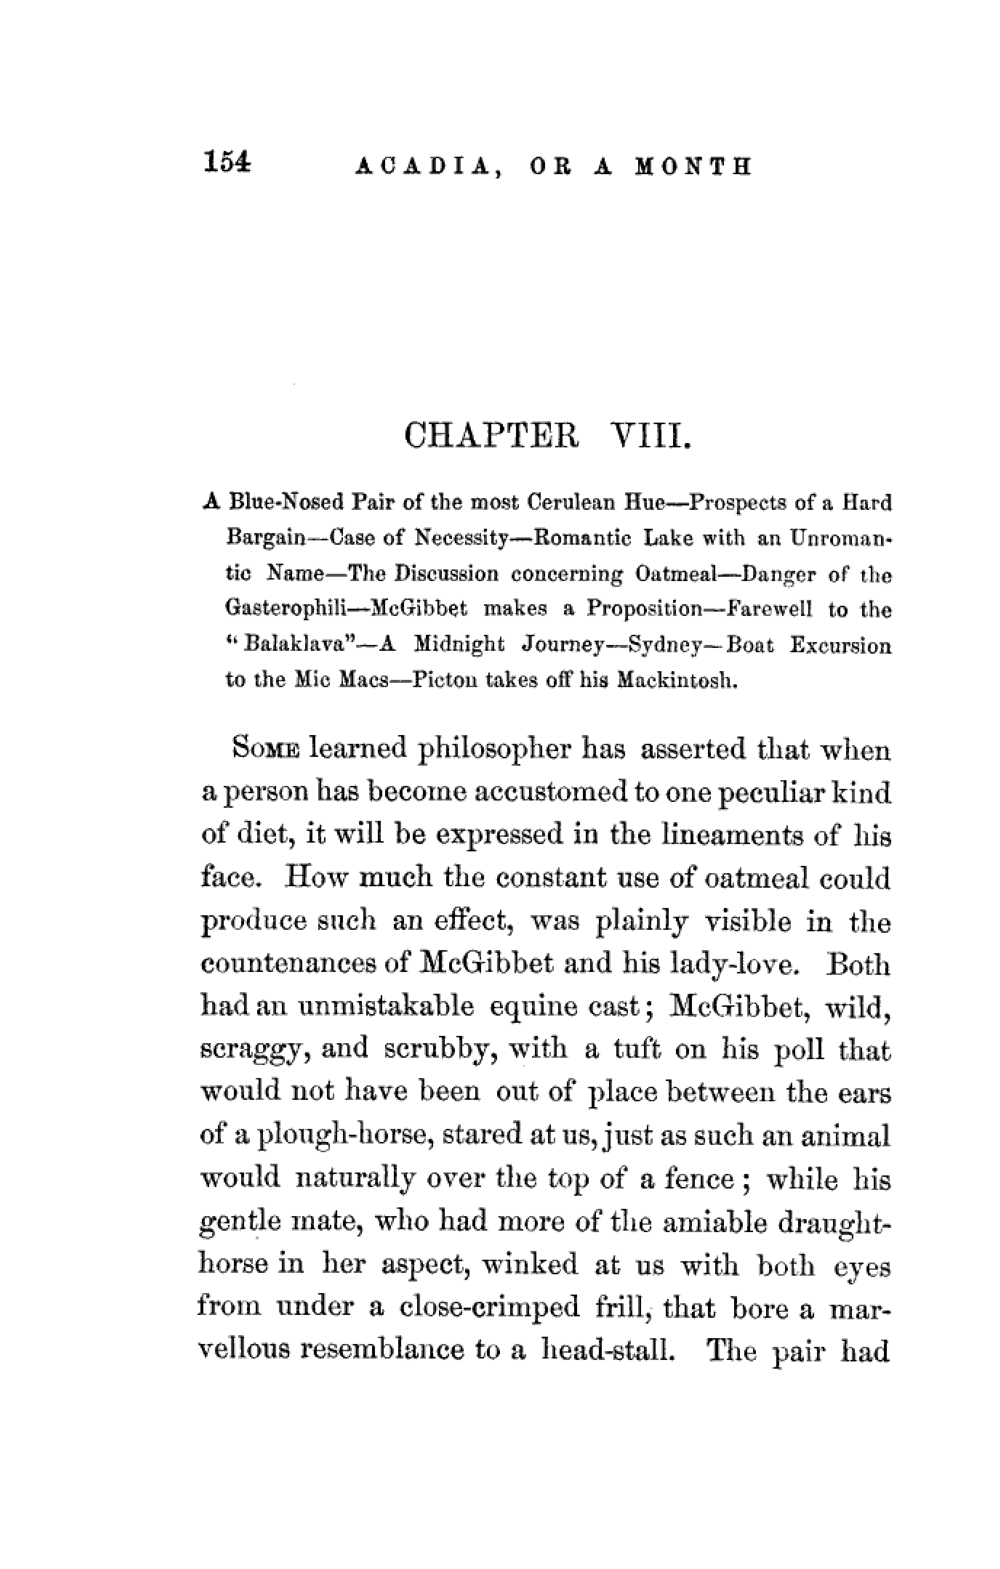 154 ACADIA, OR A MONTH
CHAPTER VIII.
A Blue-Nosed Pair of the most Cerulean Hue—Prospects of a Hard
Bargain—Case of Necessity—Romantic Lake with an Unroman-
tic Name—The Discussion concerning Oatmeal—Danger of the
Gasterophili—McGibbet makes a Proposition—Farewell to the
“Balaklava”—A Midnight Journey—Sydney—Boat Excursion
to the Mic Macs—Picton takes off his Mackintosh.
SOME learned philosopher has asserted that when
a person has become accustomed to one peculiar kind
of diet, it will be expressed in the lineaments of his
face. How much the constant use of oatmeal could
produce such an effect, was plainly visible in the
countenances of McGibbet and his lady-love. Both
had an unmistakable equine cast; McGibbet, wild,
scraggy, and scrubby, with a tuft on his poll that
would not have been out of place between the ears
of a plough-horse, stared at us, just as such an animal
would naturally over the top of a fence; while his
gentle mate, who had more of the amiable draught-
horse in her aspect, winked at us with both eyes
from under a close-crimped frill, that bore a mar-
vellous resemblance to a head-stall. The pair had